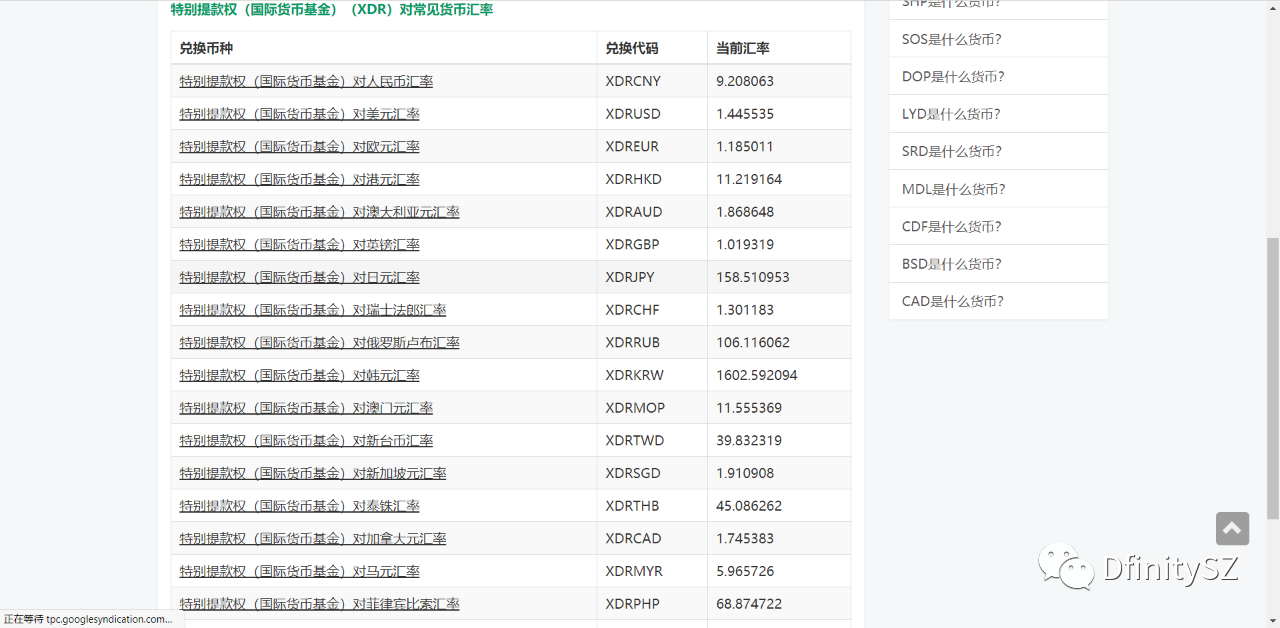 特别提款权（国际货币基金）（XDR）对常见货币汇率
兑换币种 兑换代码 当前汇率
特别提款权（国际货币基金）对人民币汇率 XDRCNY 9.208063
特别提款权（国际货币基金）对美元汇率 XDRUSD 1.445535
特别提款权（国际货币基金）对欧元汇率 XDREUR 1.185011
特别提款权（国际货币基金）对港元汇率 XDRHKD 11.219164
特别提款权（国际货币基金）对澳大利亚元汇率 XDRAUD 1.868648
特别提款权（国际货币基金）对英镑汇率 XDRGBP 1.019319
特别提款权（国际货币基金）对日元汇率 XDRJPY 158.510953
特别提款权（国际货币基金）对瑞士法郎汇率 XDRCHF 1.301183
特别提款权（国际货币基金）对俄罗斯卢布汇率 XDRRUB 106.116062
特别提款权（国际货币基金）对韩元汇率 XDRKRW 1602.592094
特别提款权（国际货币基金）对澳门元汇率 XDRMOP 11.555369
特别提款权（国际货币基金）对新台币汇率 XDRTWD 39.832319
特别提款权（国际货币基金）对新加坡元汇率 XDRSGD 1.910908
特别提款权（国际货币基金）对泰铢汇率 XDRTHB 45.086262
特别提款权（国际货币基金）对加拿大元汇率 XDRCAD 1.745383
特别提款权（国际货币基金）对马元汇率 XDRMYR 5.965726
特别提款权（国际货币基金）对菲律宾比索汇率 XDRPHP 68.874722
SHP是什么货币?
SOS是什么货币?
DOP是什么货币?
LYD是什么货币?
SRD是什么货币?
MDL是什么货币?
CDF是什么货币?
BSD是什么货币?
CAD是什么货币?
DfinitySZ
正在等待 tpc.googlesyndication.com...